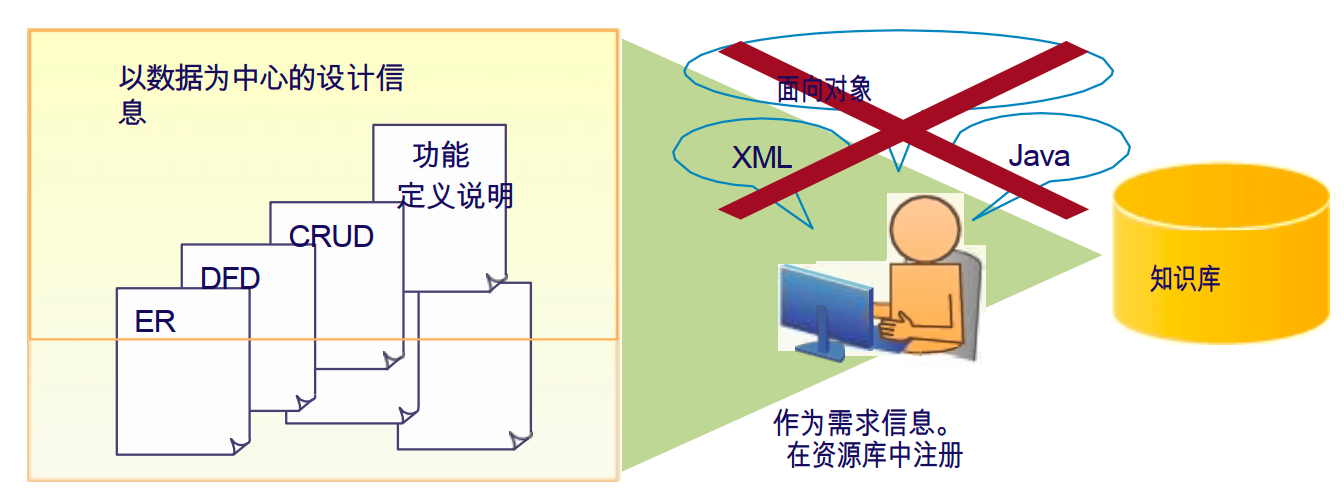 以数据为中心的设计信
息
功能
定义说明
CRUD
DFD
ER
面向对象
XML
Java
知识库
作为需求信息。
在资源库中注册